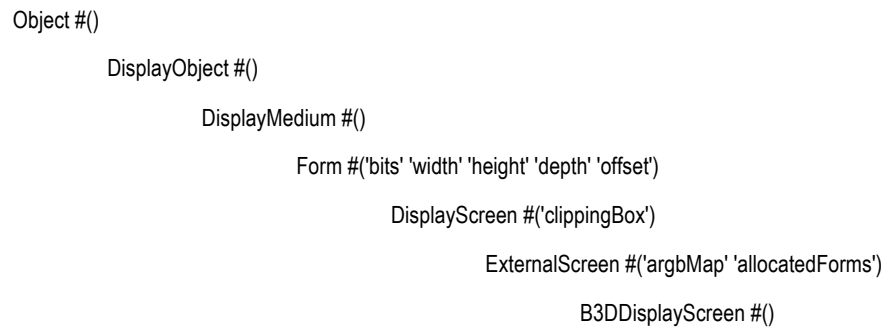 Object #()
DisplayObject #()
DisplayMedium #()
Form #('bits' 'width' 'height' 'depth' 'offset')
DisplayScreen #('clippingBox')
ExternalScreen #('argbMap' 'allocatedForms')
B3DDisplayScreen #()